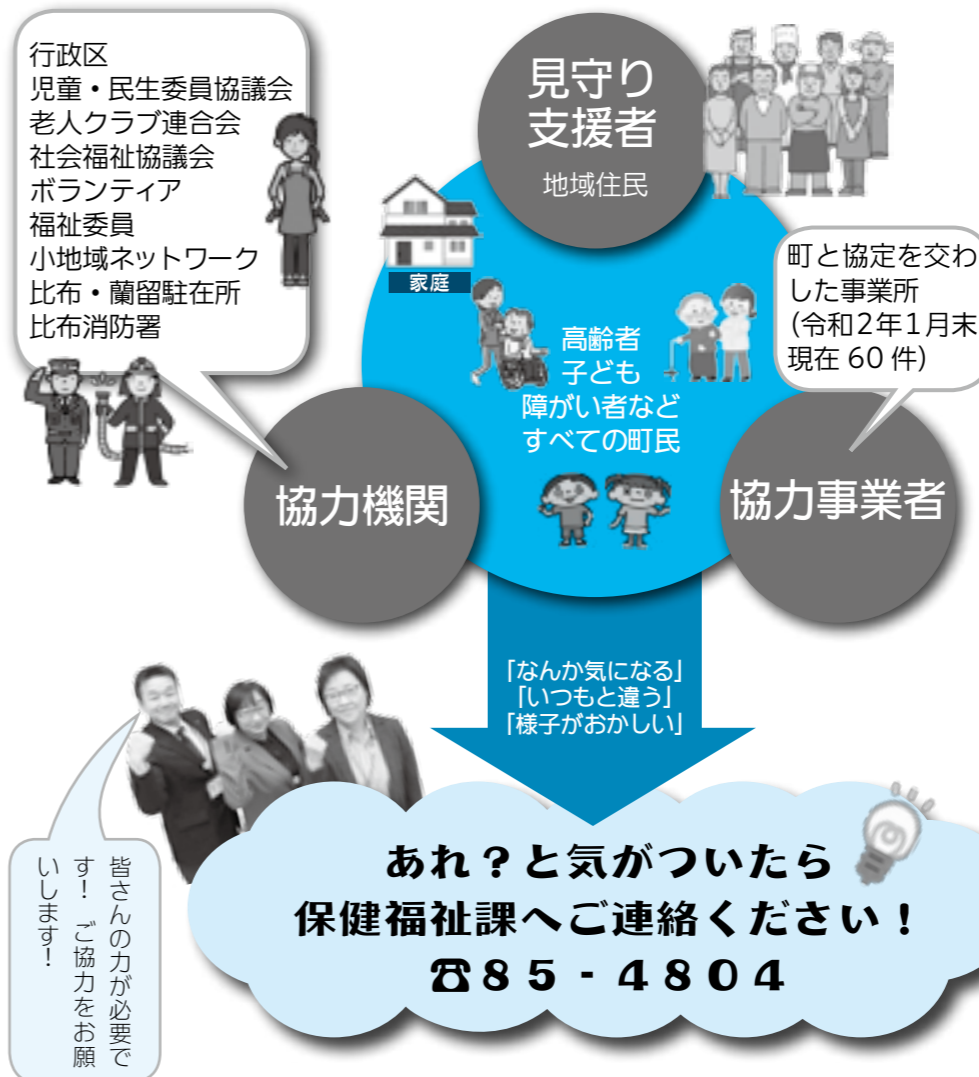 行政区
児童・民生委員協議会
老人クラブ連合会
社会福祉協議会
ボランティア
福祉委員
小地域ネットワーク
比布・蘭留駐在所
比布消防署
見守り
支援者
地域住民
家庭
町と協定を交わ
した事業所
(令和2年1月末
現在 60 件)
高齢者
子ども
障がい者など
すべての町民
協力機関
協力事業者
「なんか気になる」
「いつもと違う」
「様子がおかしい」
皆さんの力が必要で
す! ご協力をお願
いします!
あれ?と気がついたら
保健福祉課へご連絡ください!
☎85-4804